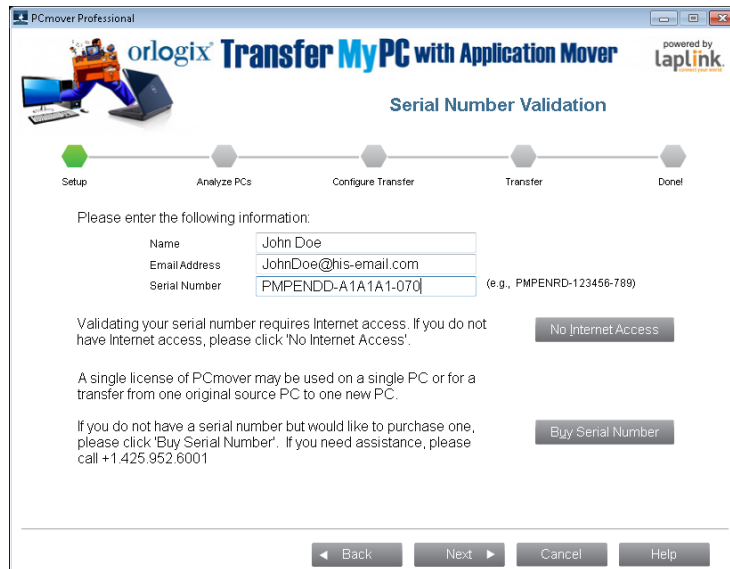 PCmover Professional
orlogix Transfer MyPC with Application Mover
powered by
laplink.
connect your world
Serial Number Validation
Setup
Analyze PCs
Configure Transfer
Transfer
Done!
Please enter the following information:
Name
John Doe
Email Address
JohnDoe@his-email.com
Serial Number
PMPENDD-A1A1A1-070
(e.g., PMPENRD-123456-789)
Validating your serial number requires Internet access. If you do not
have Internet access, please click 'No Internet Access'.
No Internet Access
A single license of PCmover may be used on a single PC or for a
transfer from one original source PC to one new PC.
If you do not have a serial number but would like to purchase one,
please click 'Buy Serial Number'. If you need assistance, please
call +1.425.952.6001
Buy Serial Number
Back
Next
Cancel
Help